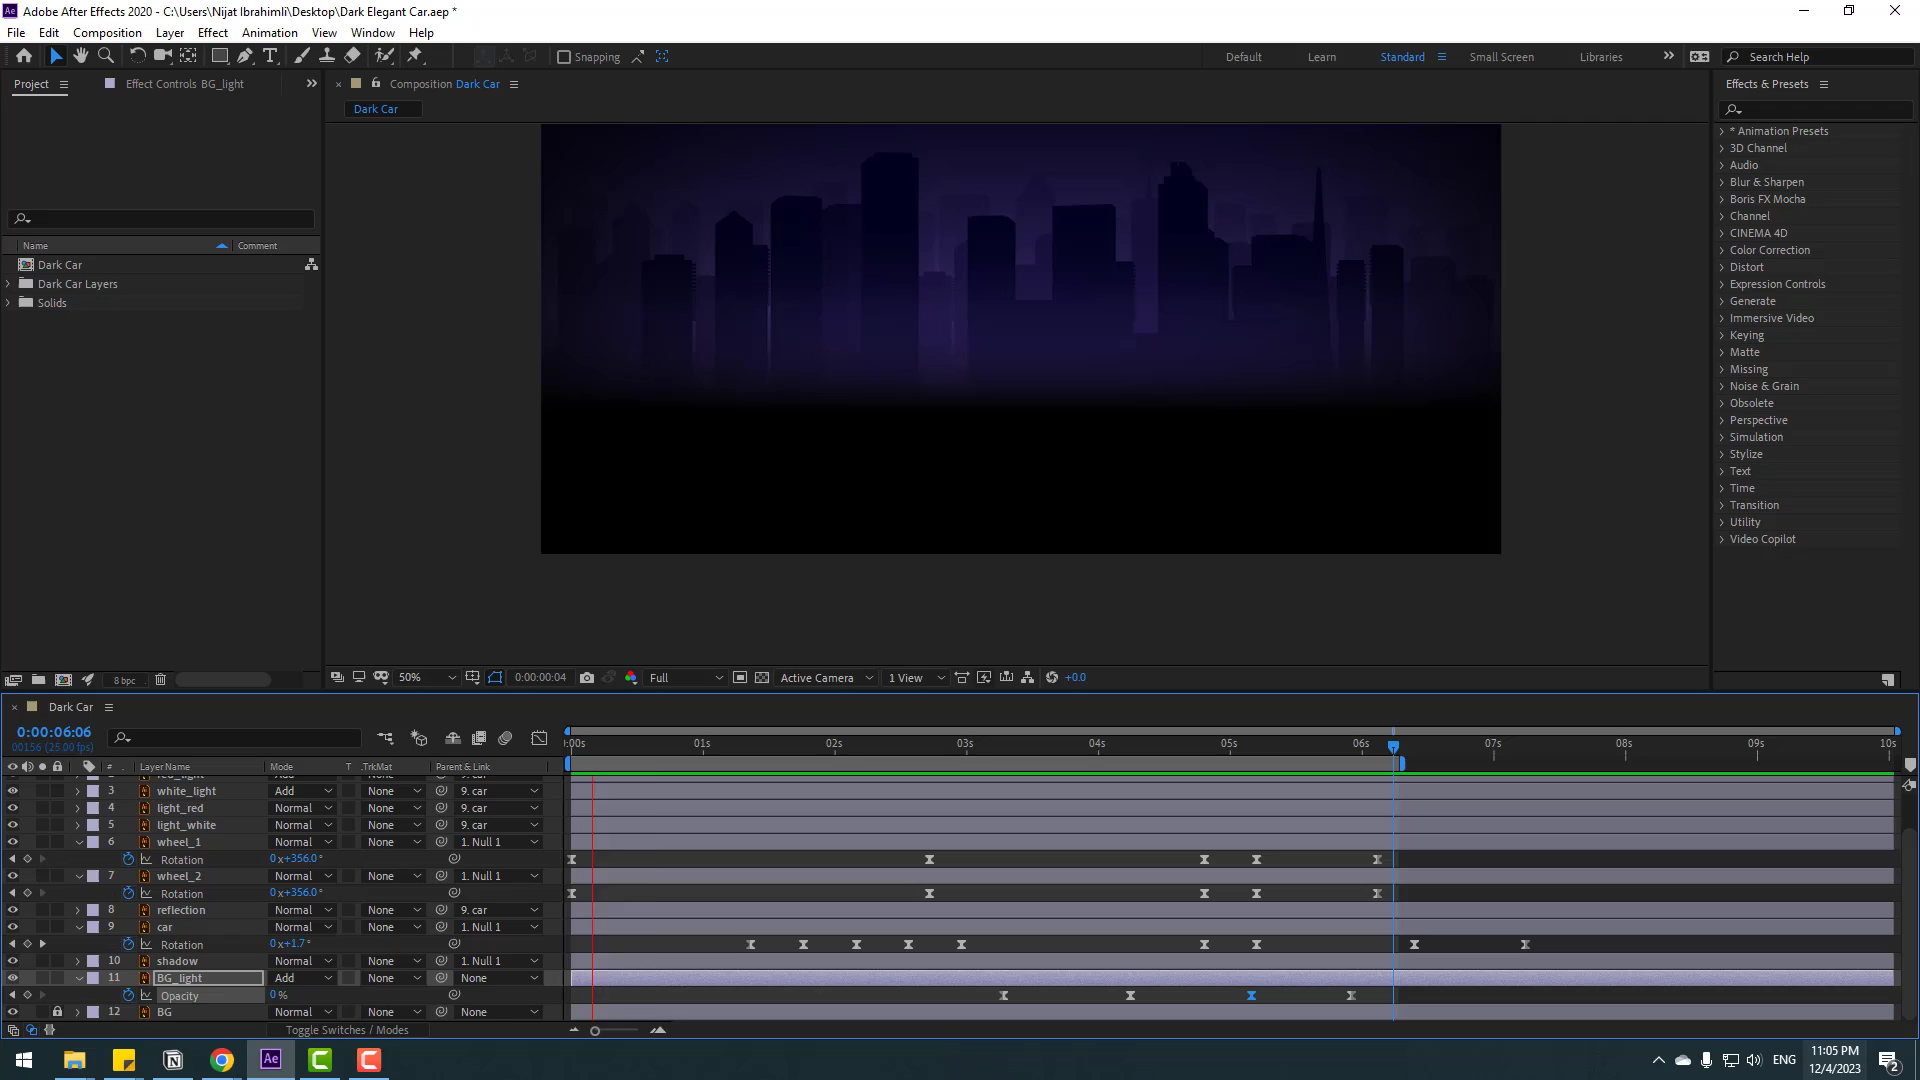 Adobe After Effects 2020 - C:\Users\Nijat Ibrahimli\Desktop\Dark Elegant Car.aep *
File Edit Composition Layer Effect Animation View Window Help
Snapping Default Learn Standard Small Screen Libraries Search Help
Project Effect Controls BG_light Composition Dark Car Effects & Presets
Dark Car
* Animation Presets
3D Channel
Audio
Blur & Sharpen
Boris FX Mocha
Channel
CINEMA 4D
Color Correction
Distort
Expression Controls
Generate
Immersive Video
Keying
Matte
Missing
Noise & Grain
Obsolete
Perspective
Simulation
Stylize
Text
Time
Transition
Utility
Video Copilot
Name Comment
Dark Car
Dark Car Layers
Solids
8 bpc 50% 0:00:00:04 Full Active Camera 1 View +0.0
Dark Car
0:00:06:06
00156 (25.00 fps)
:00s 01s 02s 03s 04s 05s 06s 07s 08s 09s 10s
# Layer Name Mode T .TrkMat Parent & Link
3 white_light Add None 9. car
4 light_red Normal None 9. car
5 light_white Normal None 9. car
6 wheel_1 Normal None 1. Null 1
Rotation 0x+356.0°
7 wheel_2 Normal None 1. Null 1
Rotation 0x+356.0°
8 reflection Normal None 9. car
9 car Normal None 1. Null 1
Rotation 0x+1.7°
10 shadow Normal None 1. Null 1
11 BG_light Add None None
Opacity 0%
12 BG Normal None None
Toggle Switches / Modes
Ae ENG 11:05 PM
12/4/2023 2